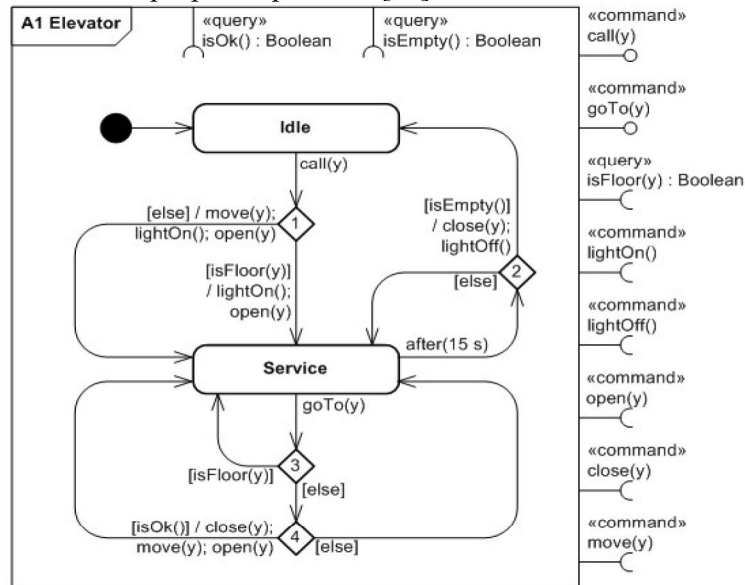 A1 Elevator
«query»
isOk() : Boolean
«query»
isEmpty() : Boolean
«command»
call(y)
«command»
goTo(y)
«query»
isFloor(y) : Boolean
«command»
lightOn()
«command»
lightOff()
«command»
open(y)
«command»
close(y)
«command»
move(y)
Idle
call(y)
[else] / move(y);
lightOn(); open(y)
1
[isFloor(y)]
/ lightOn();
open(y)
[isEmpty()]
/ close(y);
lightOff()
2
[else]
after(15 s)
Service
goTo(y)
3
[isFloor(y)]
[else]
[isOk()] / close(y);
move(y); open(y)
4
[else]